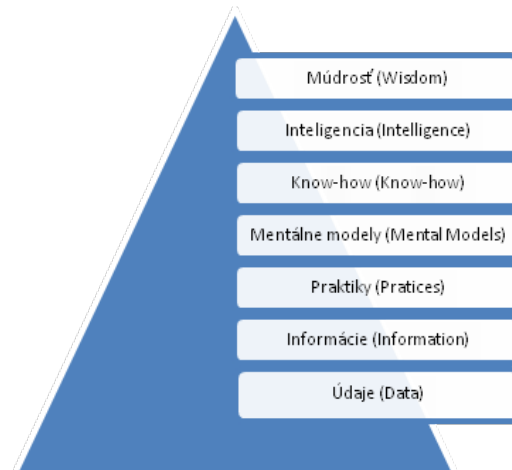 Múdrosť (Wisdom)
Inteligencia (Intelligence)
Know-how (Know-how)
Mentálne modely (Mental Models)
Praktiky (Pratices)
Informácie (Information)
Údaje (Data)